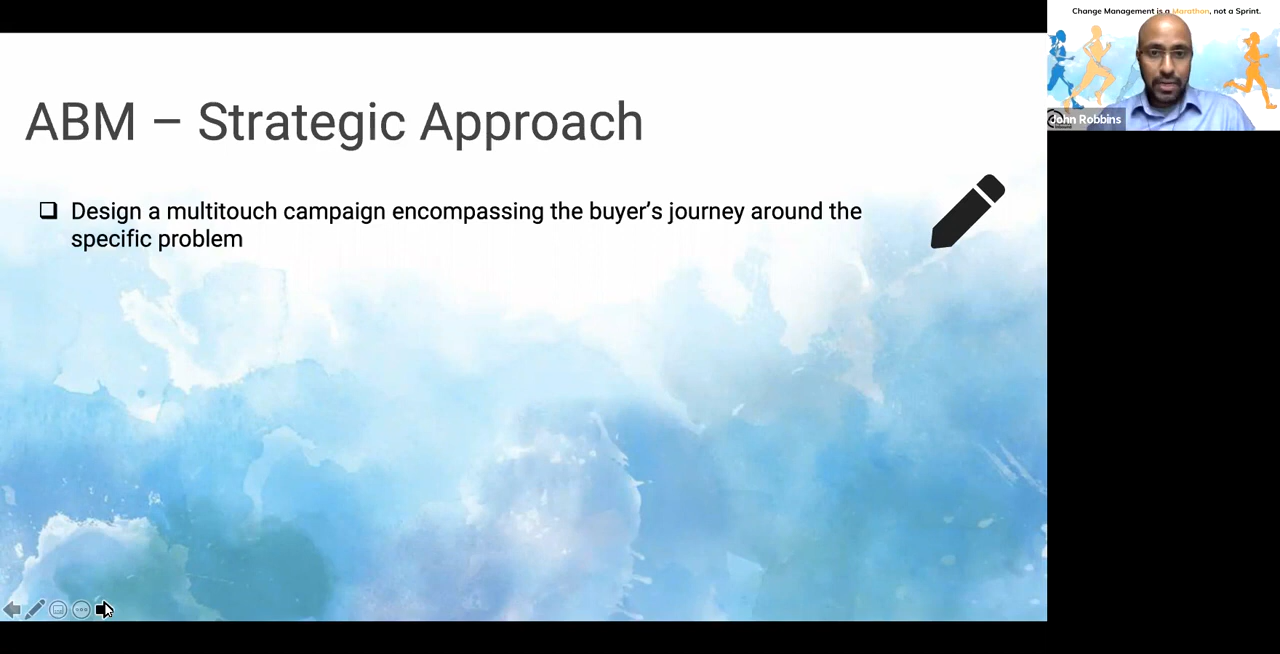 Change Management is a Marathon, not a Sprint.
John Robbins
ABM – Strategic Approach
Design a multitouch campaign encompassing the buyer’s journey around the
specific problem